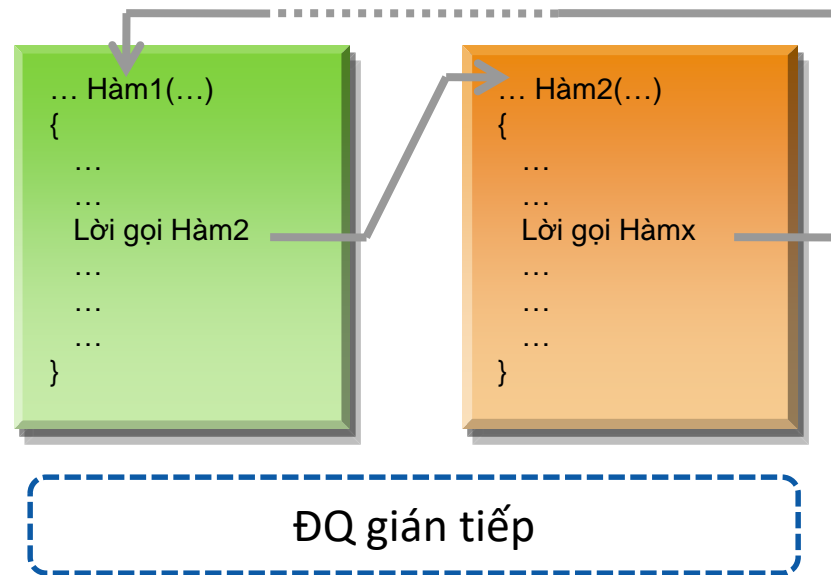 … Hàm1(…)
{
…
…
Lời gọi Hàm2
…
…
…
}
… Hàm2(…)
{
…
…
Lời gọi Hàmx
…
…
…
}
ĐQ gián tiếp